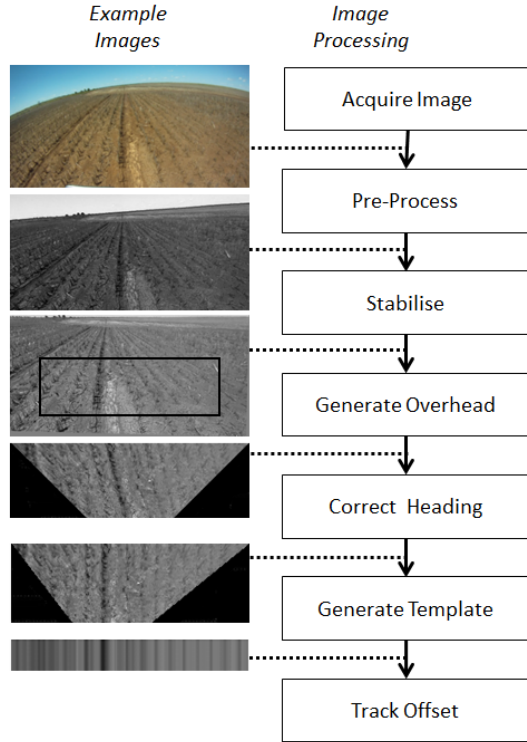 Example
Images
Image
Processing
Acquire Image
Pre-Process
Stabilise
Generate Overhead
Correct Heading
Generate Template
Track Offset